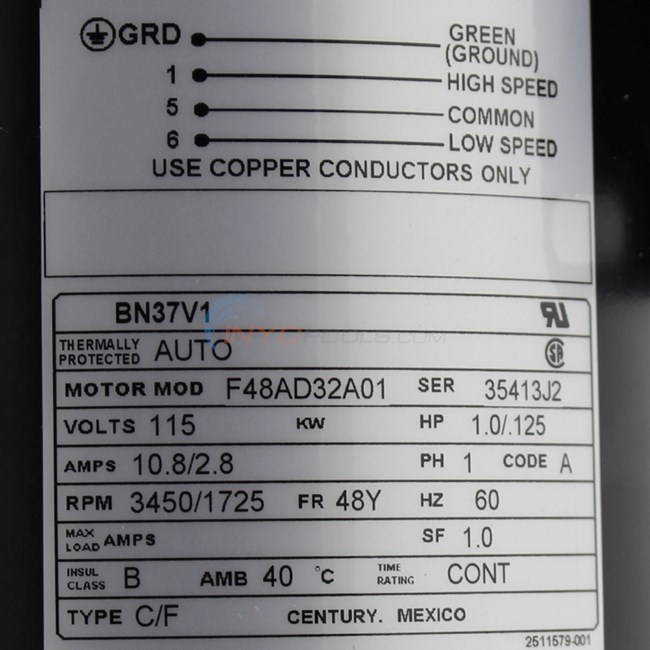 GRD GREEN
(GROUND)
1 HIGH SPEED
5 COMMON
6 LOW SPEED
USE COPPER CONDUCTORS ONLY
BN37V1
INYOPOOLS.COM
THERMALLY
PROTECTED AUTO
MOTOR MOD F48AD32A01 SER 35413J2
VOLTS 115 KW HP 1.0/.125
AMPS 10.8/2.8 PH 1 CODE A
RPM 3450/1725 FR 48Y HZ 60
MAX
LOAD AMPS SF 1.0
INSUL
CLASS B AMB 40 °C TIME
RATING CONT
TYPE C/F CENTURY. MEXICO
2511579-001